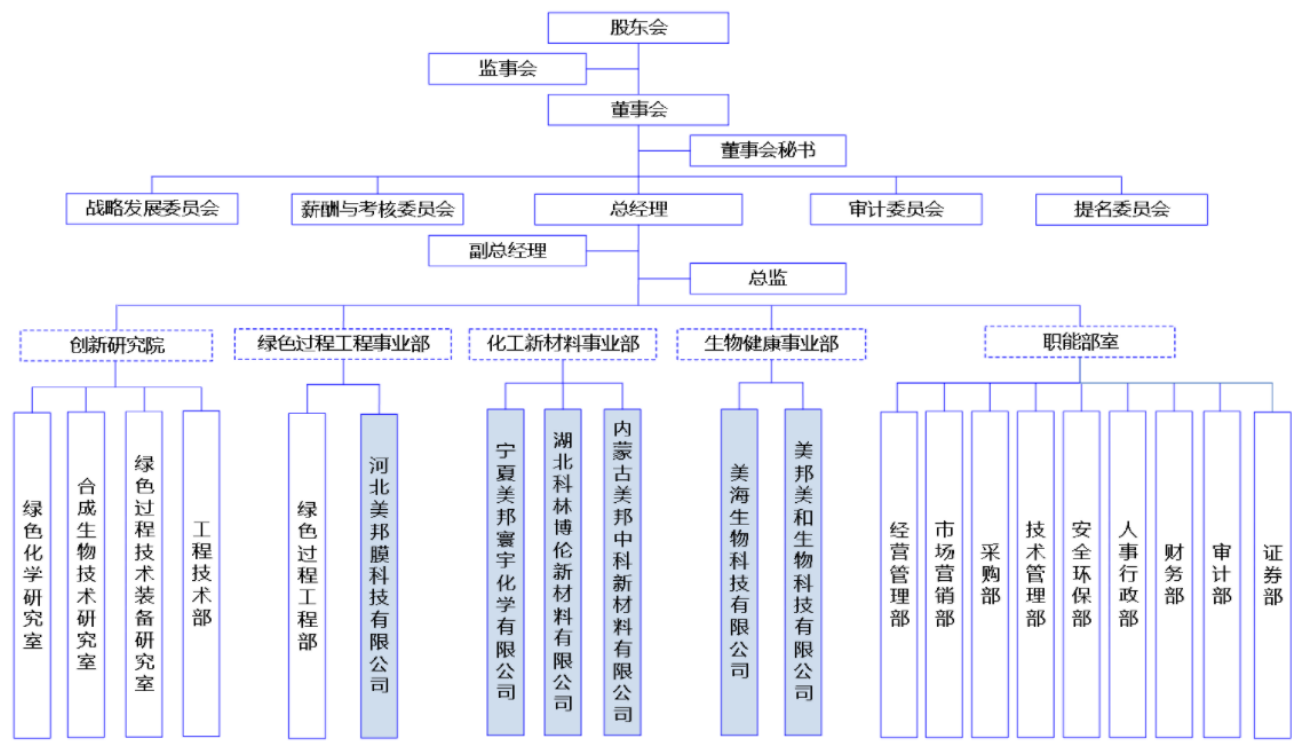 股东会
监事会
董事会
董事会秘书
战略发展委员会
薪酬与考核委员会
总经理
审计委员会
提名委员会
副总经理
总监
创新研究院
绿色过程工程事业部
化工新材料事业部
生物健康事业部
职能部室
绿色化学研究室
合成生物技术研究室
绿色过程技术装备研究室
工程技术部
绿色过程工程部
河北美邦膜科技有限公司
宁夏美邦寰宇化学有限公司
湖北科林博伦新材料有限公司
内蒙古美邦中科新材料有限公司
美海生物科技有限公司
美邦美和生物科技有限公司
经营管理部
市场营销部
采购部
技术管理部
安全环保部
人事行政部
财务部
审计部
证券部